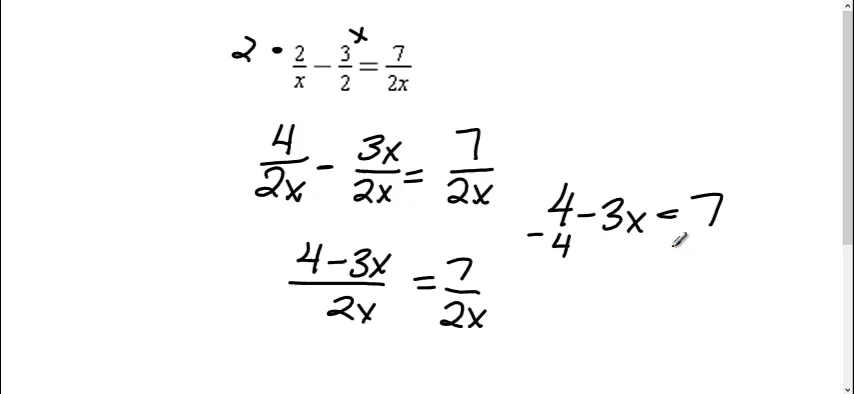 2 · 2/x − 3/2 x = 7/2x
4/2x − 3x/2x = 7/2x
4 − 3x = 7
−4
4 − 3x/2x = 7/2x